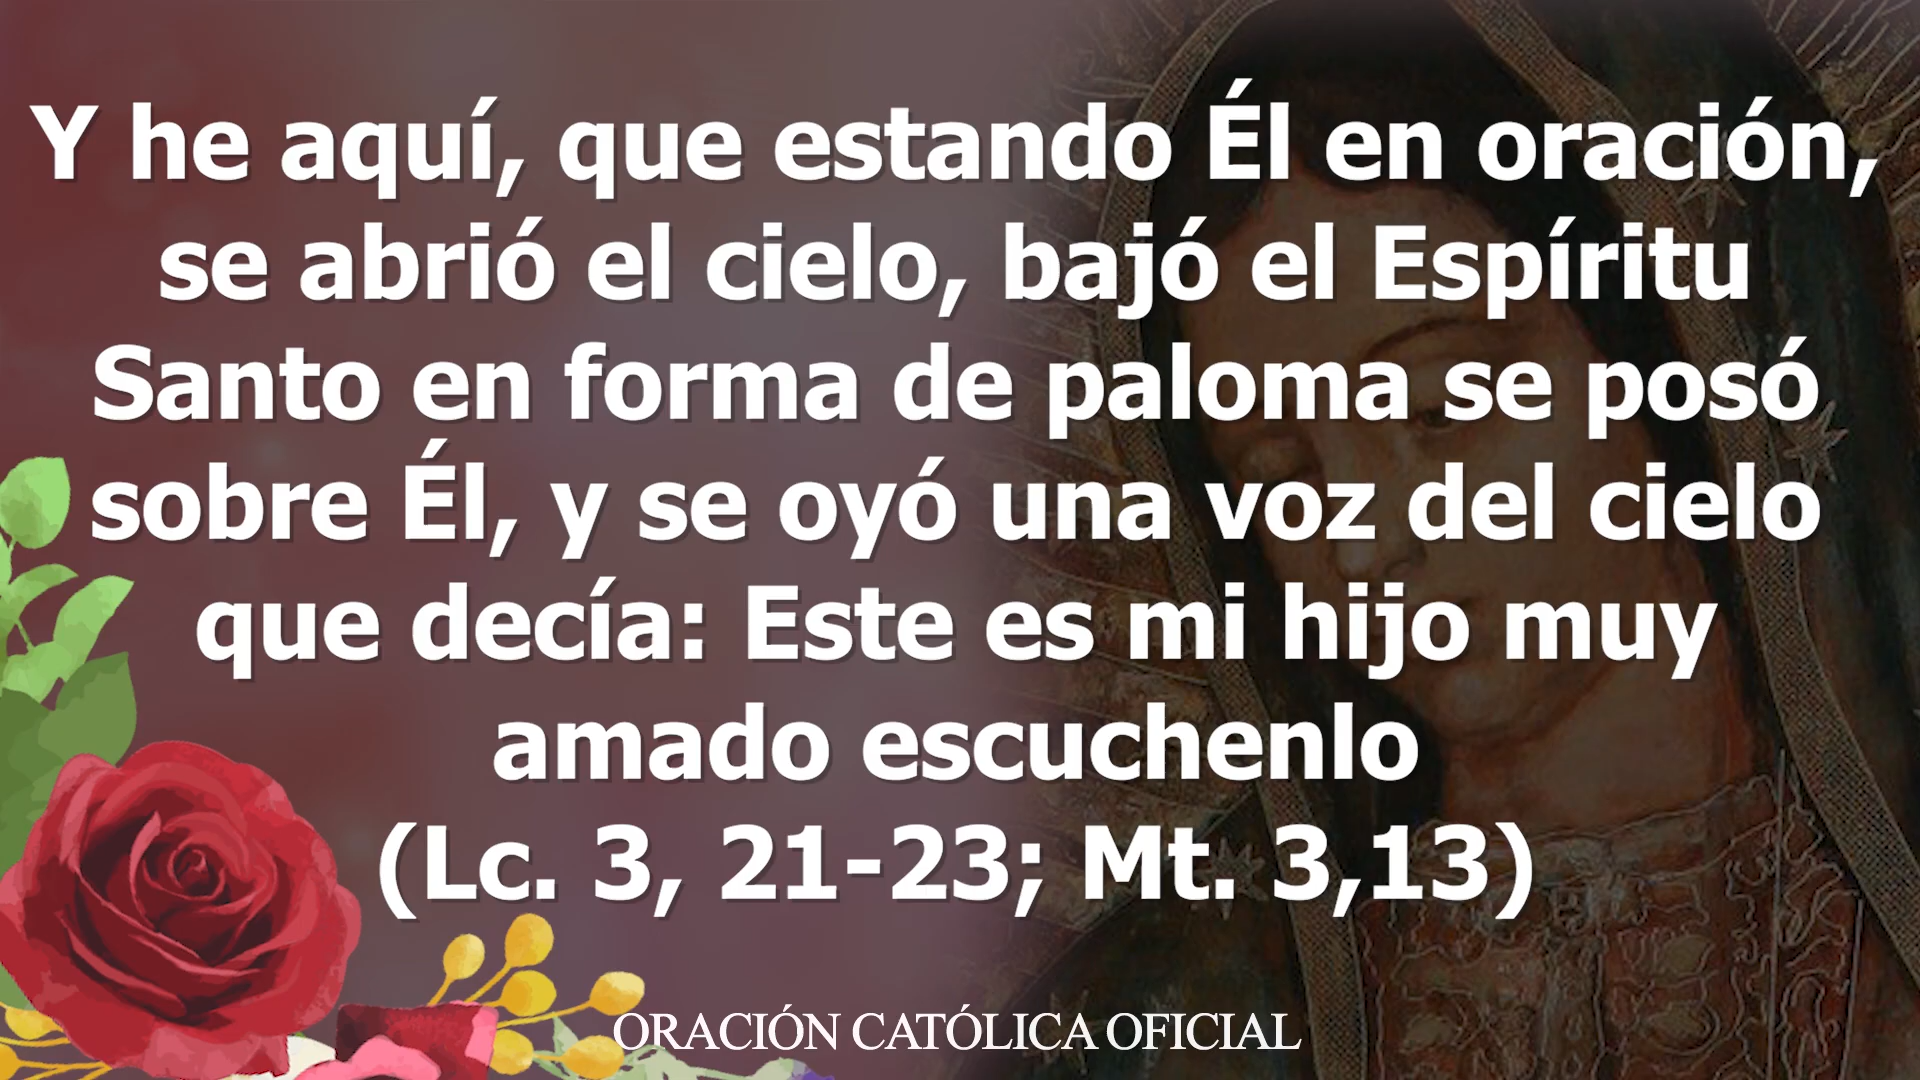 Y he aquí, que estando Él en oración,
se abrió el cielo, bajó el Espíritu
Santo en forma de paloma se posó
sobre Él, y se oyó una voz del cielo
que decía: Este es mi hijo muy
amado escuchenlo
(Lc. 3, 21-23; Mt. 3,13)
ORACIÓN CATÓLICA OFICIAL